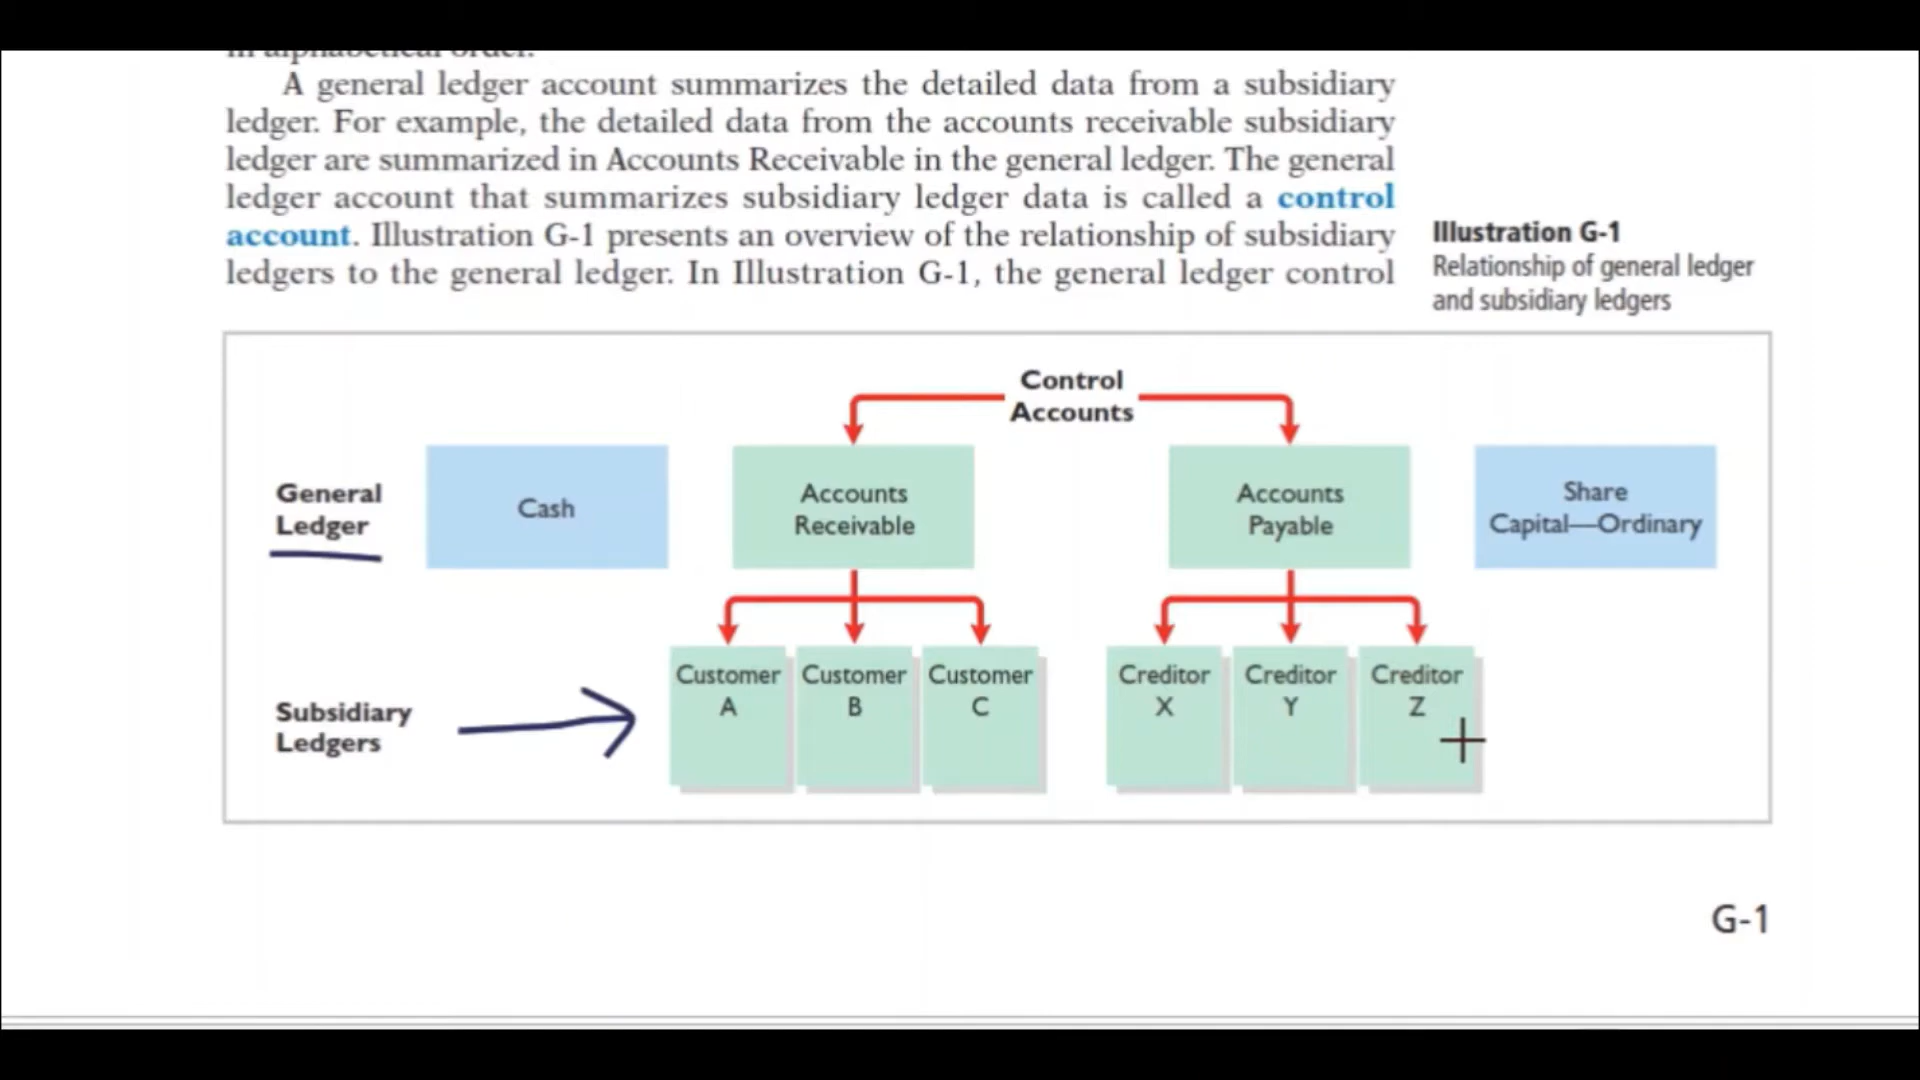 in alphabetical order.
A general ledger account summarizes the detailed data from a subsidiary
ledger. For example, the detailed data from the accounts receivable subsidiary
ledger are summarized in Accounts Receivable in the general ledger. The general
ledger account that summarizes subsidiary ledger data is called a control
account. Illustration G-1 presents an overview of the relationship of subsidiary
ledgers to the general ledger. In Illustration G-1, the general ledger control
Illustration G-1
Relationship of general ledger
and subsidiary ledgers
Control
Accounts
General
Ledger
Cash
Accounts
Receivable
Accounts
Payable
Share
Capital—Ordinary
Subsidiary
Ledgers
Customer
A
Customer
B
Customer
C
Creditor
X
Creditor
Y
Creditor
Z
G-1